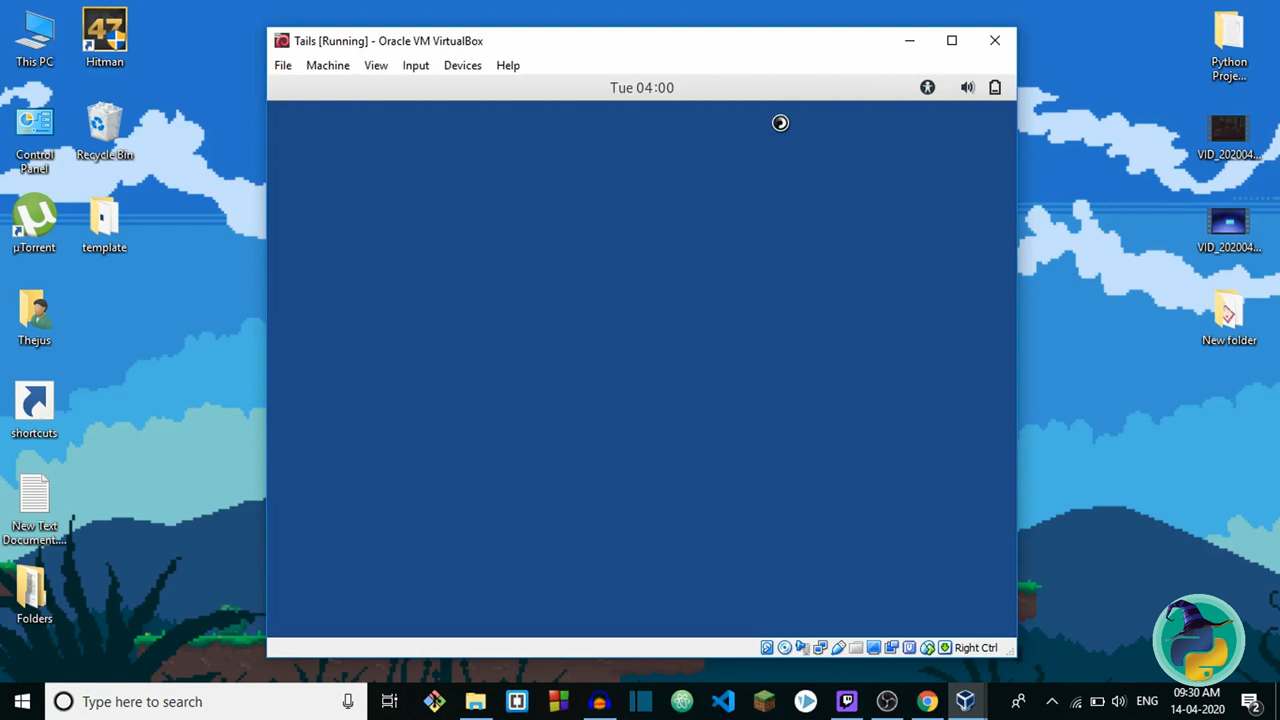 This PC
Hitman
Control
Panel
Recycle Bin
µTorrent
template
Thejus
shortcuts
New Text
Document....
Folders
Tails [Running] - Oracle VM VirtualBox
File Machine View Input Devices Help
Tue 04:00
Right Ctrl
Python
Proje...
VID_202004...
VID_202004...
New folder
Type here to search
ENG
09:30 AM
14-04-2020
2
47